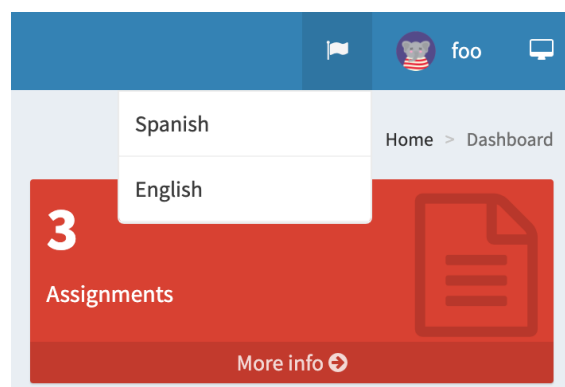 foo
Spanish
Home > Dashboard
English
3
Assignments
More info